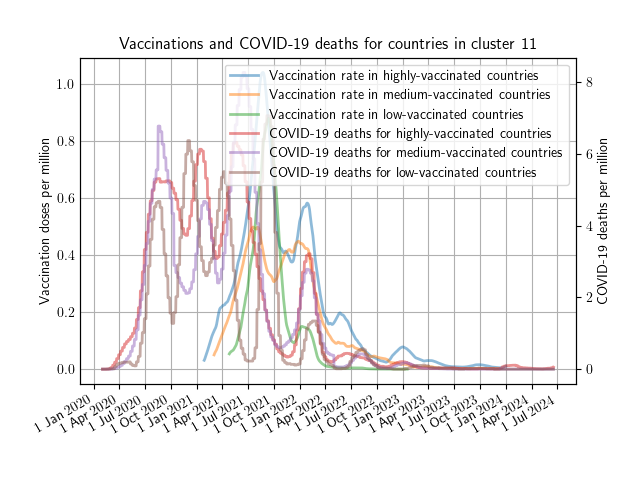 Vaccinations and COVID-19 deaths for countries in cluster 11
Vaccination rate in highly-vaccinated countries
Vaccination rate in medium-vaccinated countries
Vaccination rate in low-vaccinated countries
COVID-19 deaths for highly-vaccinated countries
COVID-19 deaths for medium-vaccinated countries
COVID-19 deaths for low-vaccinated countries
Vaccination doses per million
1.0
0.8
0.6
0.4
0.2
0.0
COVID-19 deaths per million
8
6
4
2
0
1 Jan 2020
1 Apr 2020
1 Jul 2020
1 Oct 2020
1 Jan 2021
1 Apr 2021
1 Jul 2021
1 Oct 2021
1 Jan 2022
1 Apr 2022
1 Jul 2022
1 Oct 2022
1 Jan 2023
1 Apr 2023
1 Jul 2023
1 Oct 2023
1 Jan 2024
1 Apr 2024
1 Jul 2024